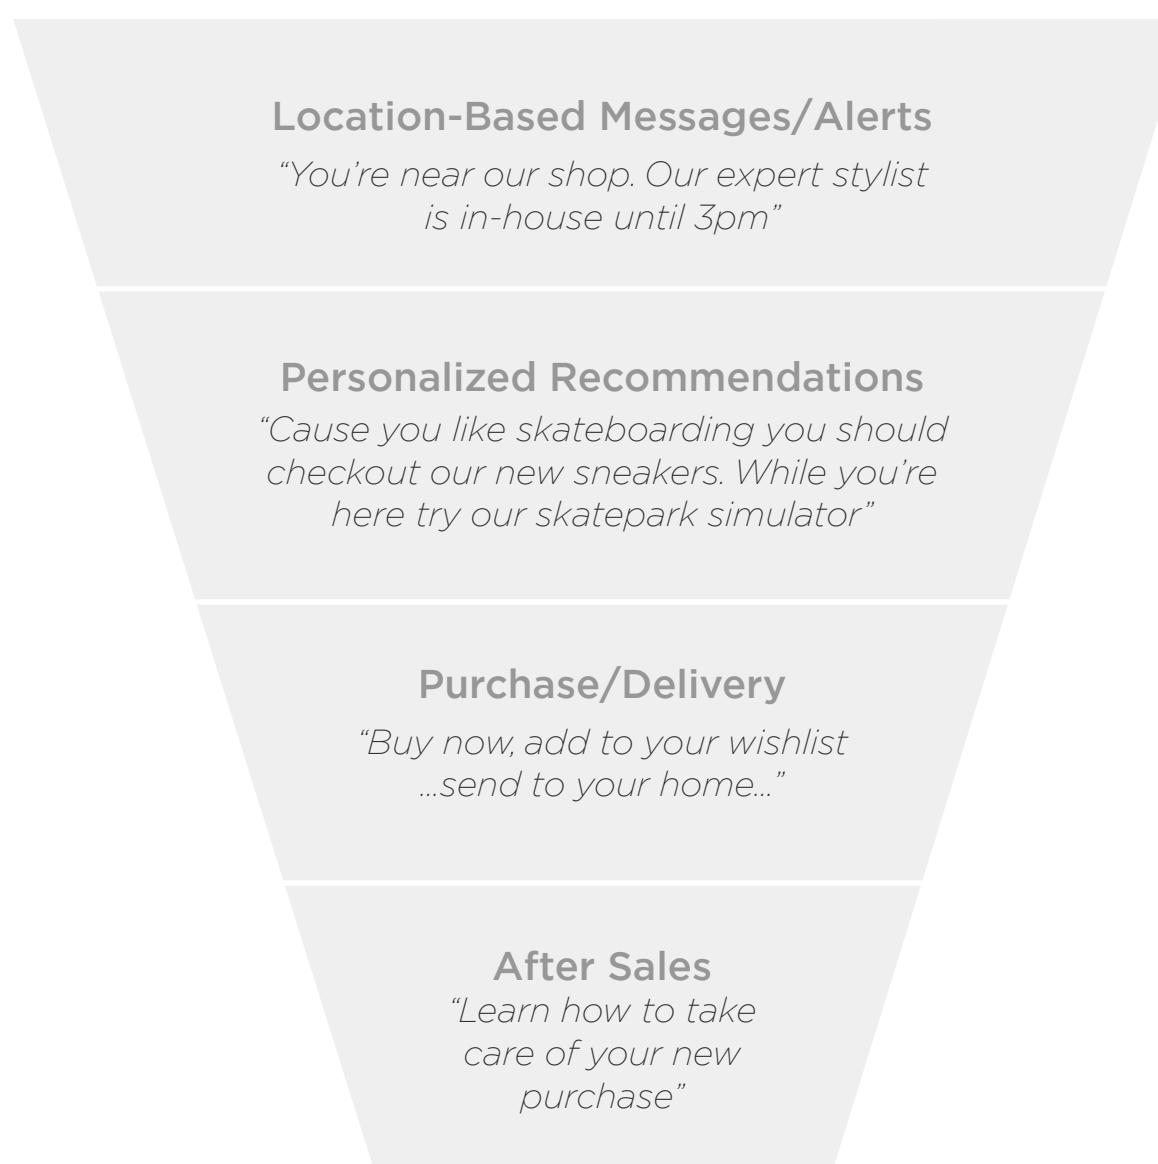 Location-Based Messages/Alerts
“You’re near our shop. Our expert stylist
is in-house until 3pm”
Personalized Recommendations
“Cause you like skateboarding you should
checkout our new sneakers. While you’re
here try our skatepark simulator”
Purchase/Delivery
“Buy now, add to your wishlist
...send to your home...”
After Sales
“Learn how to take
care of your new
purchase”